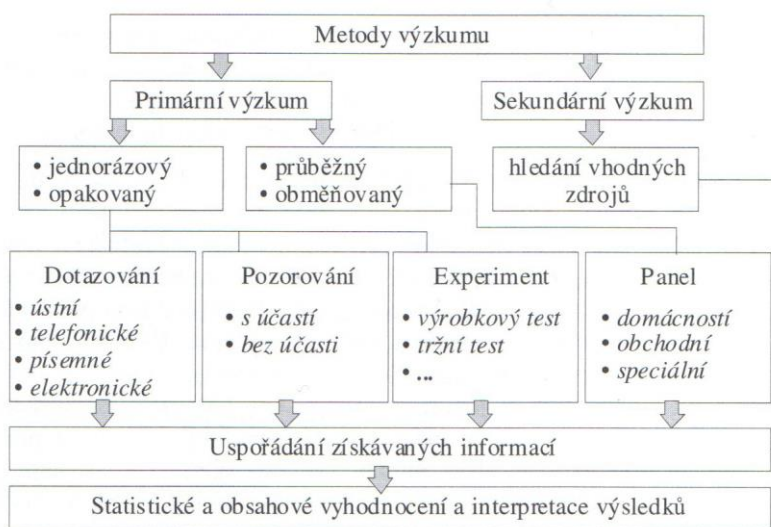 Metody výzkumu
Primární výzkum
Sekundární výzkum
• jednorázový
• opakovaný
• průběžný
• obměňovaný
hledání vhodných
zdrojů
Dotazování
• ústní
• telefonické
• písemné
• elektronické
Pozorování
• s účastí
• bez účasti
Experiment
• výrobkový test
• tržní test
• ...
Panel
• domácností
• obchodní
• speciální
Uspořádání získávaných informací
Statistické a obsahové vyhodnocení a interpretace výsledků